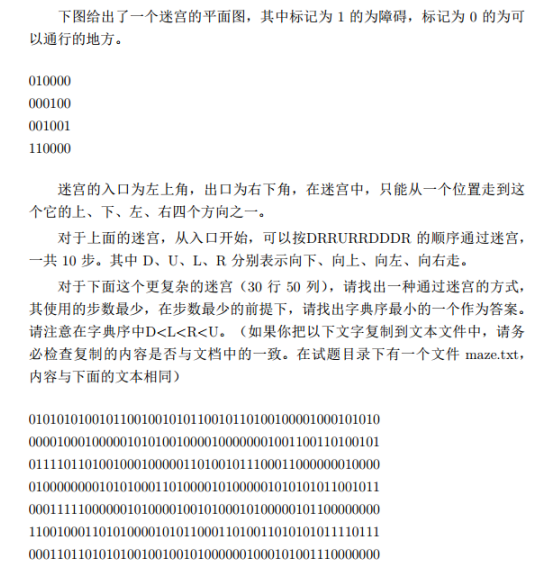 下图给出了一个迷宫的平面图，其中标记为 1 的为障碍，标记为 0 的为可
以通行的地方。
010000
000100
001001
110000
迷宫的入口为左上角，出口为右下角，在迷宫中，只能从一个位置走到这
个它的上、下、左、右四个方向之一。
对于上面的迷宫，从入口开始，可以按DRRURRDDDR 的顺序通过迷宫，
一共 10 步。其中 D、U、L、R 分别表示向下、向上、向左、向右走。
对于下面这个更复杂的迷宫（30 行 50 列），请找出一种通过迷宫的方式，
其使用的步数最少，在步数最少的前提下，请找出字典序最小的一个作为答案。
请注意在字典序中D<L<R<U。（如果你把以下文字复制到文本文件中，请务
必检查复制的内容是否与文档中的一致。在试题目录下有一个文件 maze.txt，
内容与下面的文本相同）
01010101001011001001010110010110100100001000101010
00001000100000101010010000100000001001100110100101
01111011010010001000001101001011100011000000010000
01000000001010100011010000101000001010101011001011
00011111000000101000010010100010100000101100000000
11001000110101000010101100011010011010101011110111
00011011010101001001001010000001000101001110000000